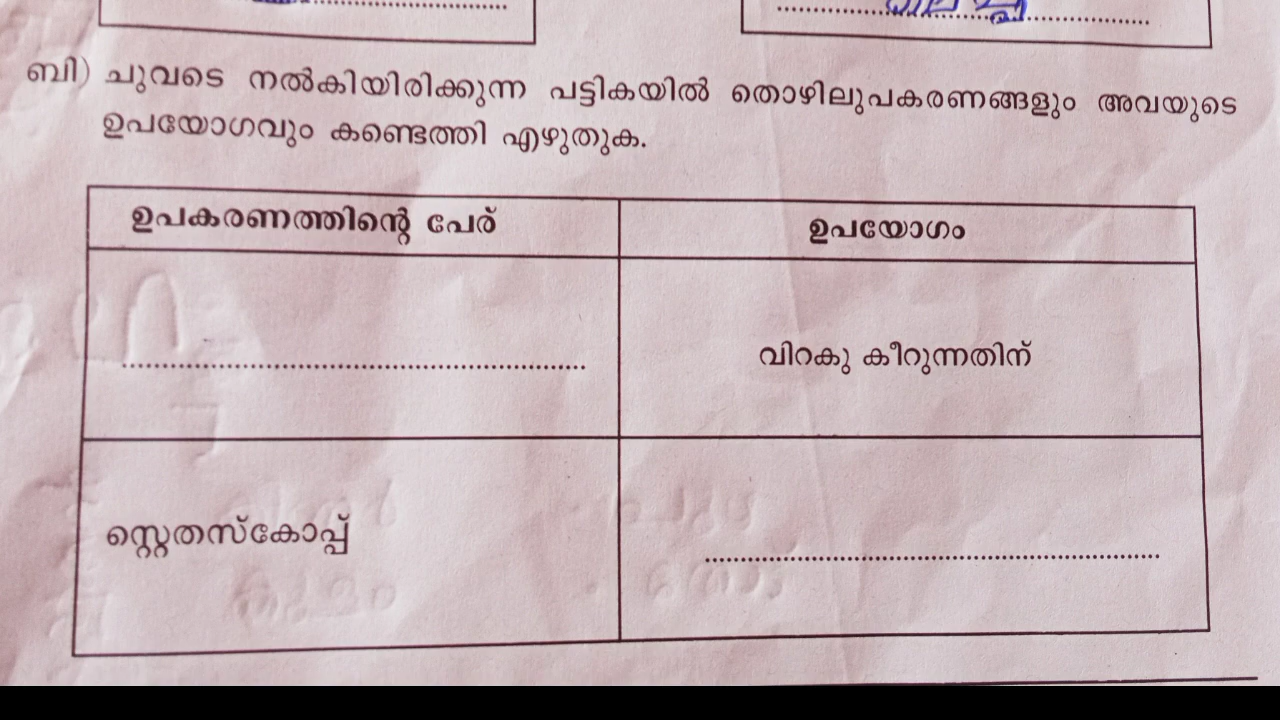 ബി) ചുവടെ നൽകിയിരിക്കുന്ന പട്ടികയിൽ തൊഴിലുപകരണങ്ങളും അവയുടെ
ഉപയോഗവും കണ്ടെത്തി എഴുതുക.
ഉപകരണത്തിന്റെ പേര് ഉപയോഗം
വിറകു കീറുന്നതിന്
സ്റ്റെതസ്കോപ്പ്